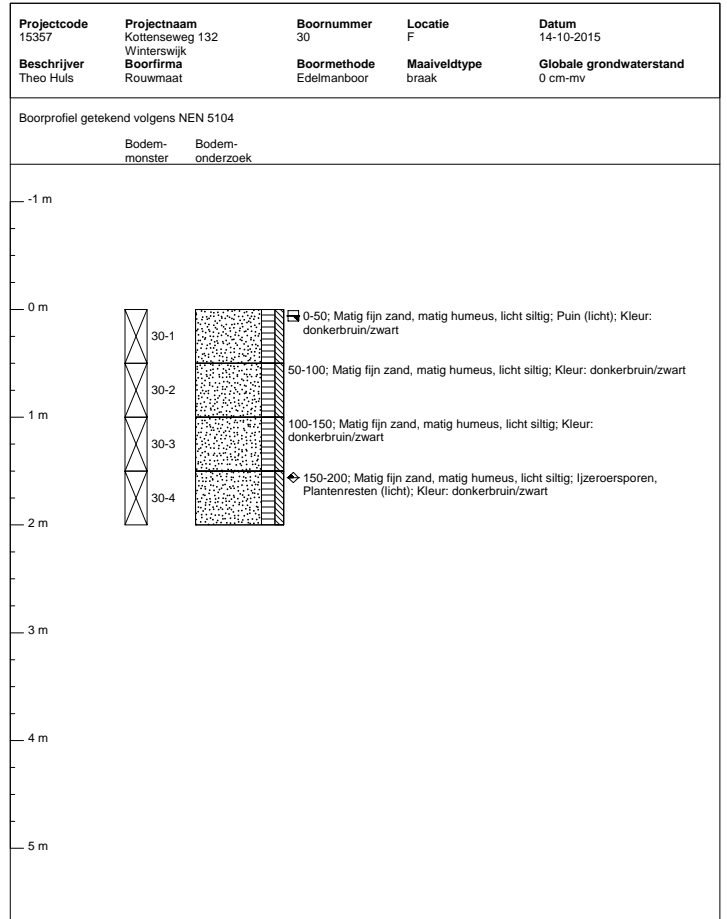 Projectcode Projectnaam Boornummer Locatie Datum
15357 Kottenseweg 132 30 F 14-10-2015
Winterswijk
Beschrijver Boorfirma Boormethode Maaiveldtype Globale grondwaterstand
Theo Huls Rouwmaat Edelmanboor braak 0 cm-mv
Boorprofiel getekend volgens NEN 5104
Bodem- Bodem-
monster onderzoek
-1 m
0 m
0-50; Matig fijn zand, matig humeus, licht siltig; Puin (licht); Kleur:
donkerbruin/zwart
30-1
50-100; Matig fijn zand, matig humeus, licht siltig; Kleur: donkerbruin/zwart
30-2
1 m
100-150; Matig fijn zand, matig humeus, licht siltig; Kleur:
donkerbruin/zwart
30-3
150-200; Matig fijn zand, matig humeus, licht siltig; Ijzeroersporen,
Plantenresten (licht); Kleur: donkerbruin/zwart
30-4
2 m
3 m
4 m
5 m